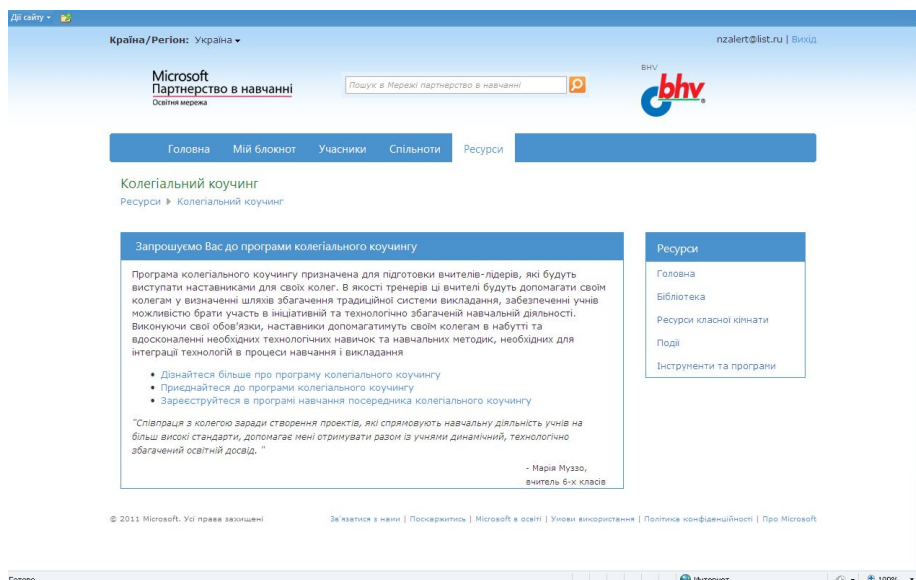 Дії сайту
Країна/Регіон: Україна
nzalert@list.ru | Вихід
Microsoft
Партнерство в навчанні
Освітня мережа
Пошук в Мережі партнерство в навчанні
BHV
bhv
Головна Мій блокнот Учасники Спільноти Ресурси
Колегіальний коучинг
Ресурси Колегіальний коучинг
Запрошуємо Вас до програми колегіального коучингу
Програма колегіального коучингу призначена для підготовки вчителів-лідерів, які будуть
виступати наставниками для своїх колег. В якості тренерів ці вчителі будуть допомагати своїм
колегам у визначенні шляхів збагачення традиційної системи викладання, забезпеченні учнів
можливістю брати участь в ініціативній та технологічно збагаченій навчальній діяльності.
Виконуючи свої обов'язки, наставники допомагатимуть своїм колегам в набутті та
вдосконаленні необхідних технологічних навичок та навчальних методик, необхідних для
інтеграції технологій в процеси навчання і викладання
• Дізнайтеся більше про програму колегіального коучингу
• Приєднайтеся до програми колегіального коучингу
• Зареєструйтеся в програмі навчання посередника колегіального коучингу
"Співпраця з колегою заради створення проектів, які спрямовують навчальну діяльність учнів на
більш високі стандарти, допомагає мені отримувати разом із учнями динамічний, технологічно
збагачений освітній досвід. "
- Марія Муззо,
вчитель 6-х класів
Ресурси
Головна
Бібліотека
Ресурси класної кімнати
Події
Інструменти та програми
© 2011 Microsoft. Усі права захищені
Зв'язатися з нами | Поскаржитись | Microsoft в освіті | Умови використання | Політика конфіденційності | Про Microsoft
Готово
Интернет
100%